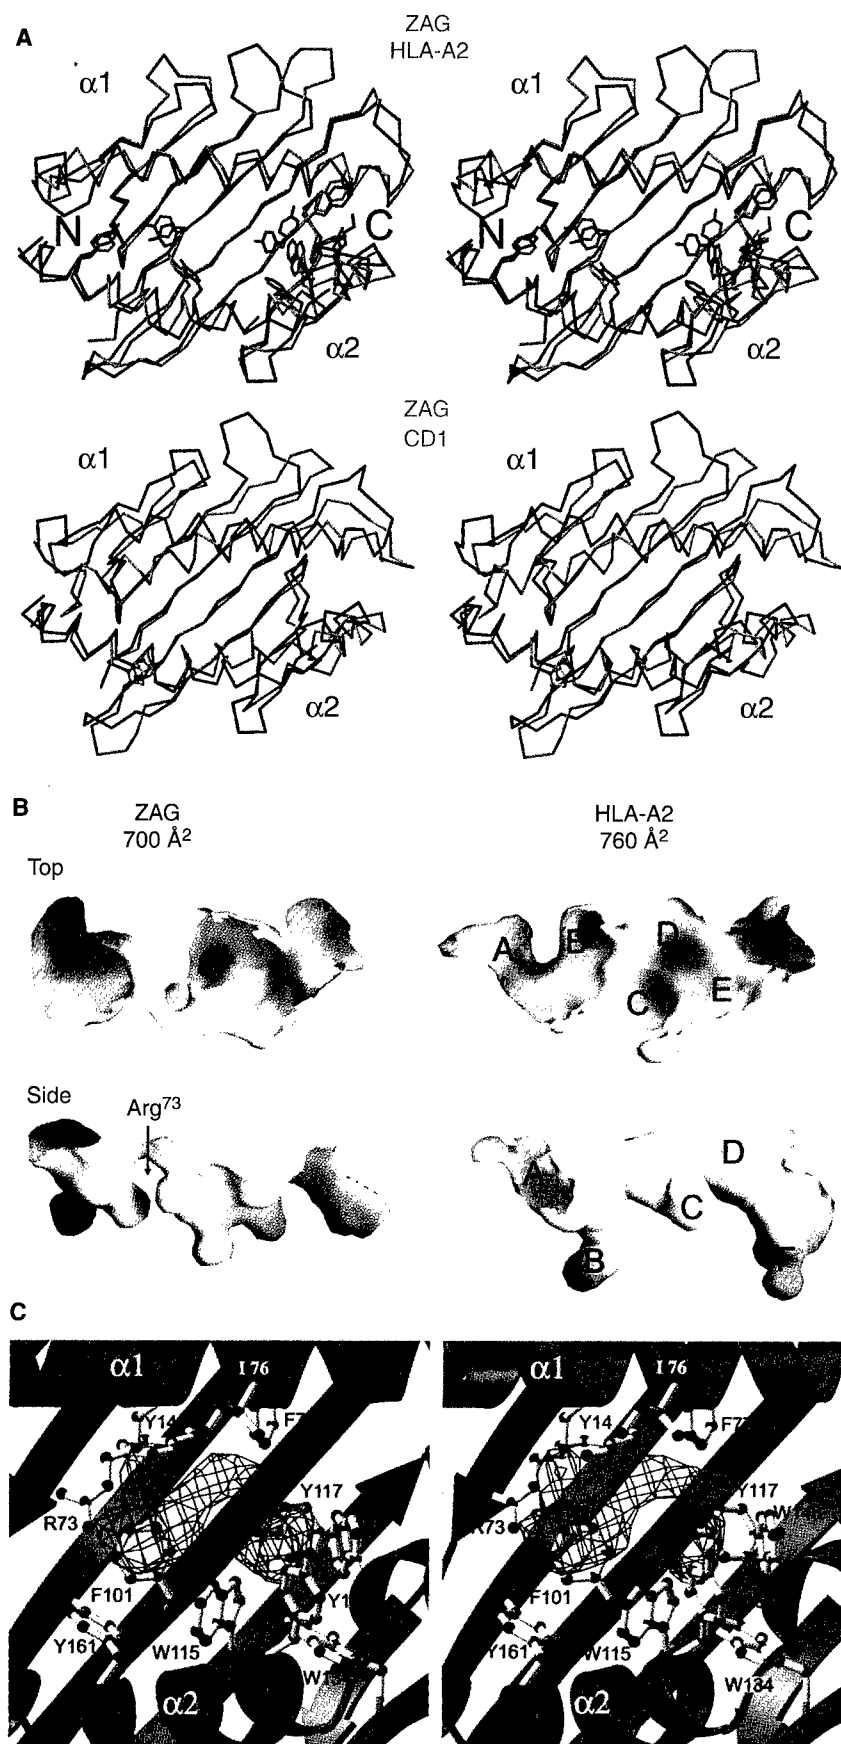 A
ZAG
HLA-A2
α1
α1
N
C
N
C
α2
α2
ZAG
CD1
α1
α1
α2
α2
B
ZAG
700 Å2
HLA-A2
760 Å2
Top
A
B
D
C
E
Side
Arg73
A
D
C
B
F
C
α1
I 76
Y14
Y117
R73
F101
Y161
W115
α2
α1
I 76
Y14
F77
Y117
R73
F101
Y161
W115
W134
α2